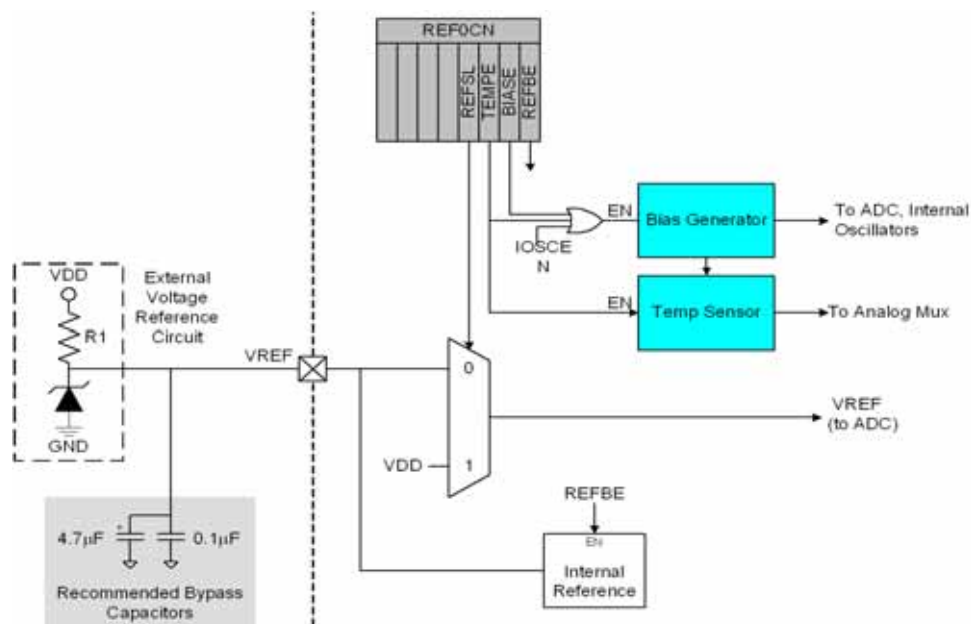 REF0CN
REFSL
TEMPE
BIASE
REFBE
EN
Bias Generator
To ADC, Internal
Oscillators
IOSCE
N
EN
Temp Sensor
To Analog Mux
VDD
External
Voltage
Reference
Circuit
R1
VREF
0
GND
VREF
(to ADC)
VDD
1
REFBE
EN
Internal
Reference
4.7µF
+
0.1µF
Recommended Bypass
Capacitors